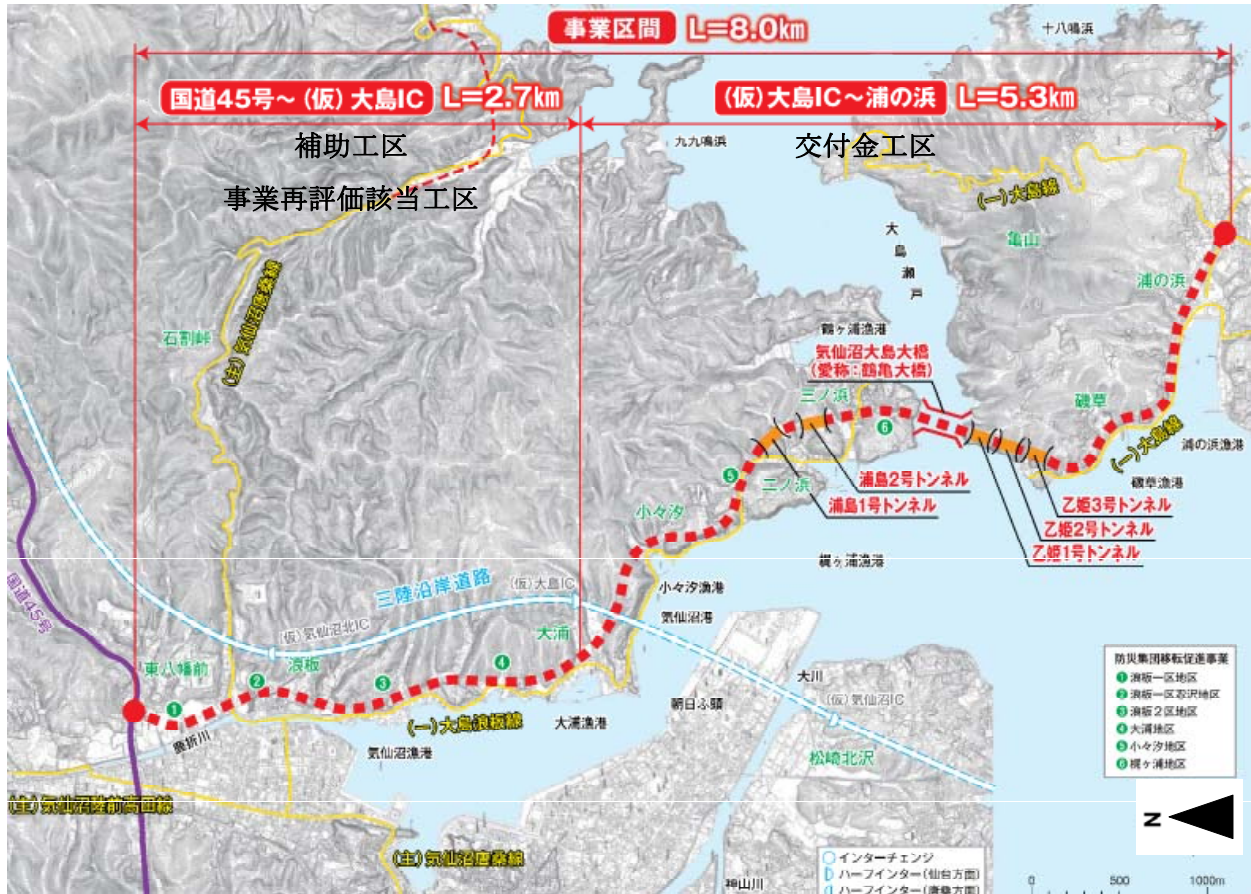 事業区間 L=8.0km
十八鳴浜
国道45号～(仮)大島IC L=2.7km
(仮)大島IC～浦の浜 L=5.3km
補助工区
九九鳴浜
交付金工区
事業再評価該当工区
(一)大島線
大島瀬戸
亀山
(主)気仙沼唐桑線
浦の浜
石割峠
鶴ヶ浦漁港
気仙沼大島大橋
(愛称:鶴亀大橋)
三ノ浜
磯草
6
(一)大島線
浦の浜漁港
浦島2号トンネル
5
二ノ浜
磯草漁港
浦島1号トンネル
乙姫3号トンネル
小々汐
乙姫2号トンネル
乙姫1号トンネル
梶ヶ浦漁港
国道45号
三陸沿岸道路
(仮)大島IC
小々汐漁港
気仙沼港
(仮)気仙沼北IC
大浦
東八幡前
浪板
2
4
3
1
大川
朝日ふ頭
(仮)気仙沼IC
(一)大島浪板線
大浦漁港
鹿折川
気仙沼漁港
松崎北沢
防災集団移転促進事業
1 浪板一区地区
2 浪板一区忍沢地区
3 浪板2区地区
4 大浦地区
5 小々汐地区
6 梶ヶ浦地区
(主)気仙沼陸前高田線
N
(主)気仙沼唐桑線
神山川
インターチェンジ
ハーフインター(仙台方面)
ハーフインター(唐桑方面)
0 500 1000m